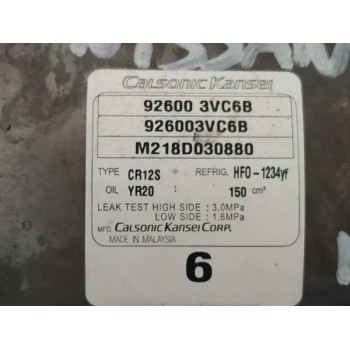 NISSAN
Calsonic Kansei
92600 3VC6B
926003VC6B
M218D030880
TYPE CR12S REFRIG. HFO-1234yf
OIL YR20 : 150 cm³
LEAK TEST HIGH SIDE : 3.0MPa
LOW SIDE : 1.6MPa
MFD. CALSONIC KANSEI CORP.
MADE IN MALAYSIA
6